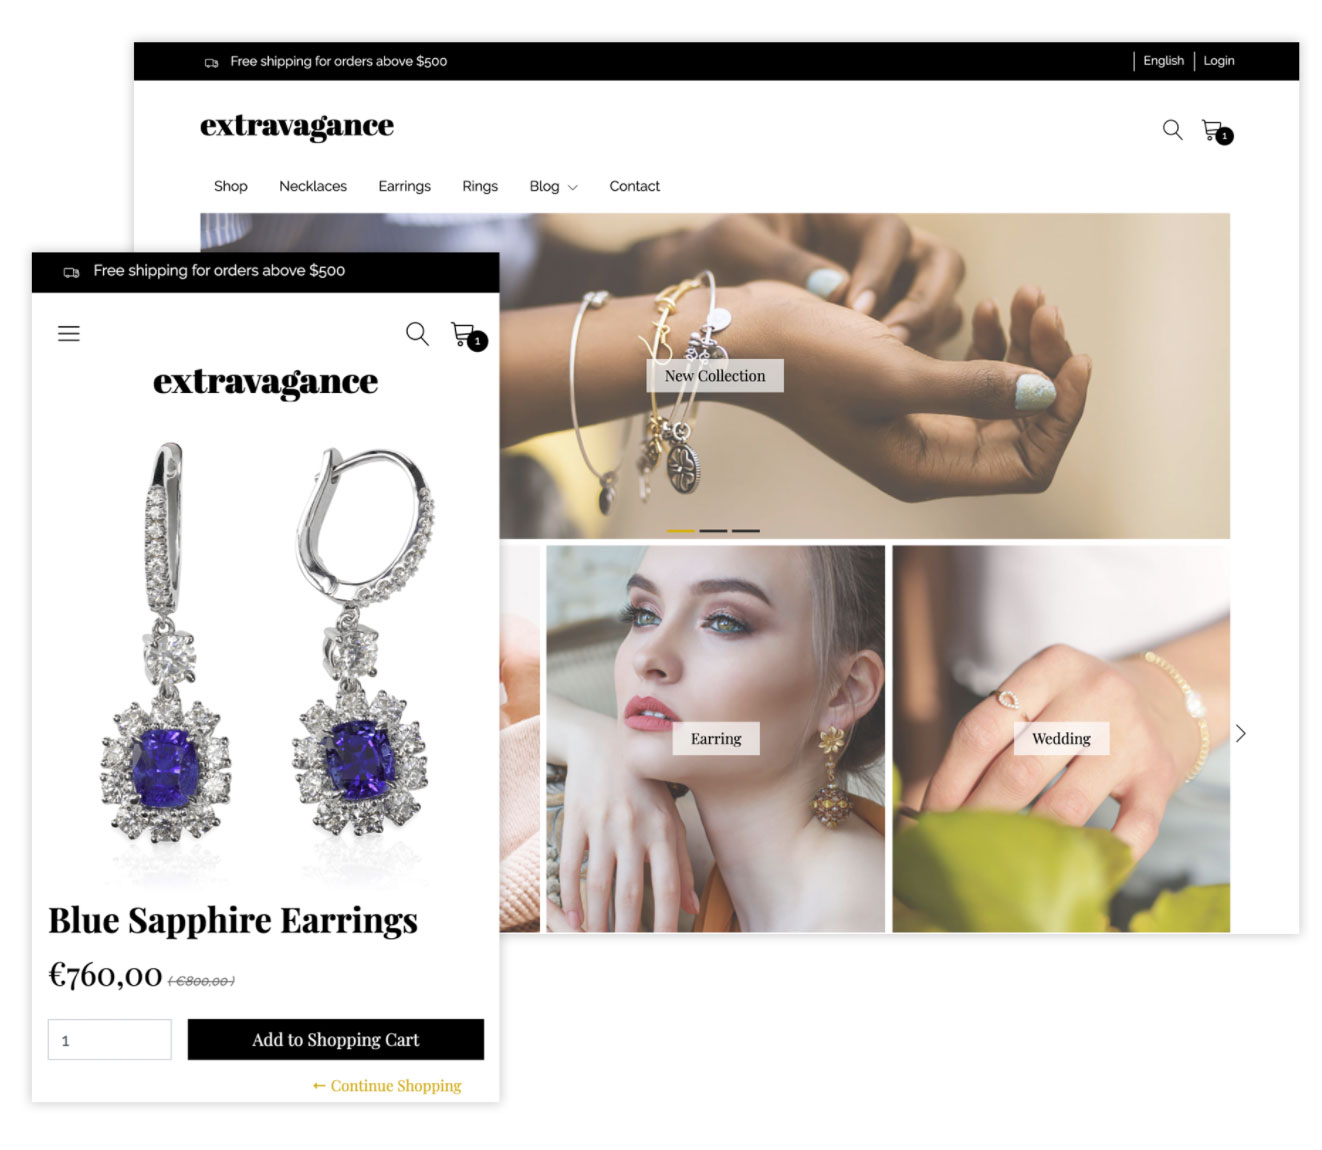 Free shipping for orders above $500
English
Login
extravagance
1
Shop Necklaces Earrings Rings Blog Contact
New Collection
Earring
Wedding
Free shipping for orders above $500
1
extravagance
Blue Sapphire Earrings
€760,00 ( €800,00 )
1 Add to Shopping Cart
← Continue Shopping